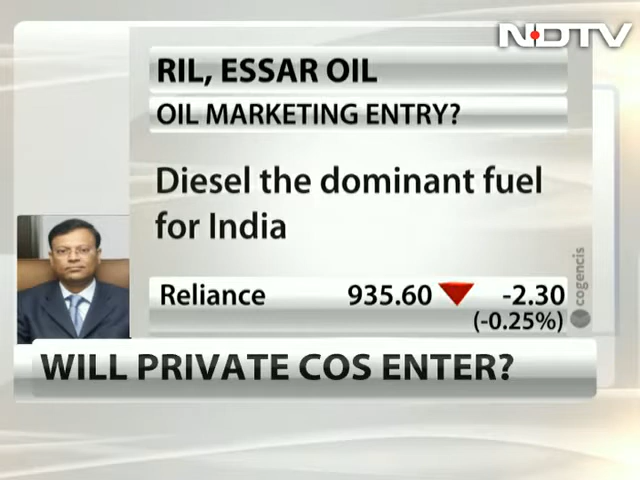 NDTV
RIL, ESSAR OIL
OIL MARKETING ENTRY?
Diesel the dominant fuel
for India
Reliance 935.60 -2.30
(-0.25%)
cogencis
WILL PRIVATE COS ENTER?